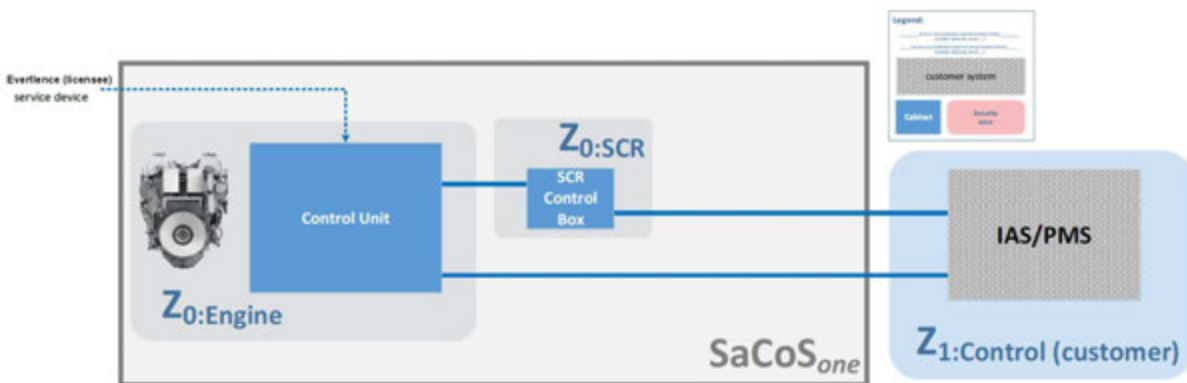 Legend:
customer system
Cabinet
Security
Everllence (licensee)
service device
Z0:SCR
SCR
Control
Box
Control Unit
IAS/PMS
Z0:Engine
SaCoSone
Z1:Control (customer)